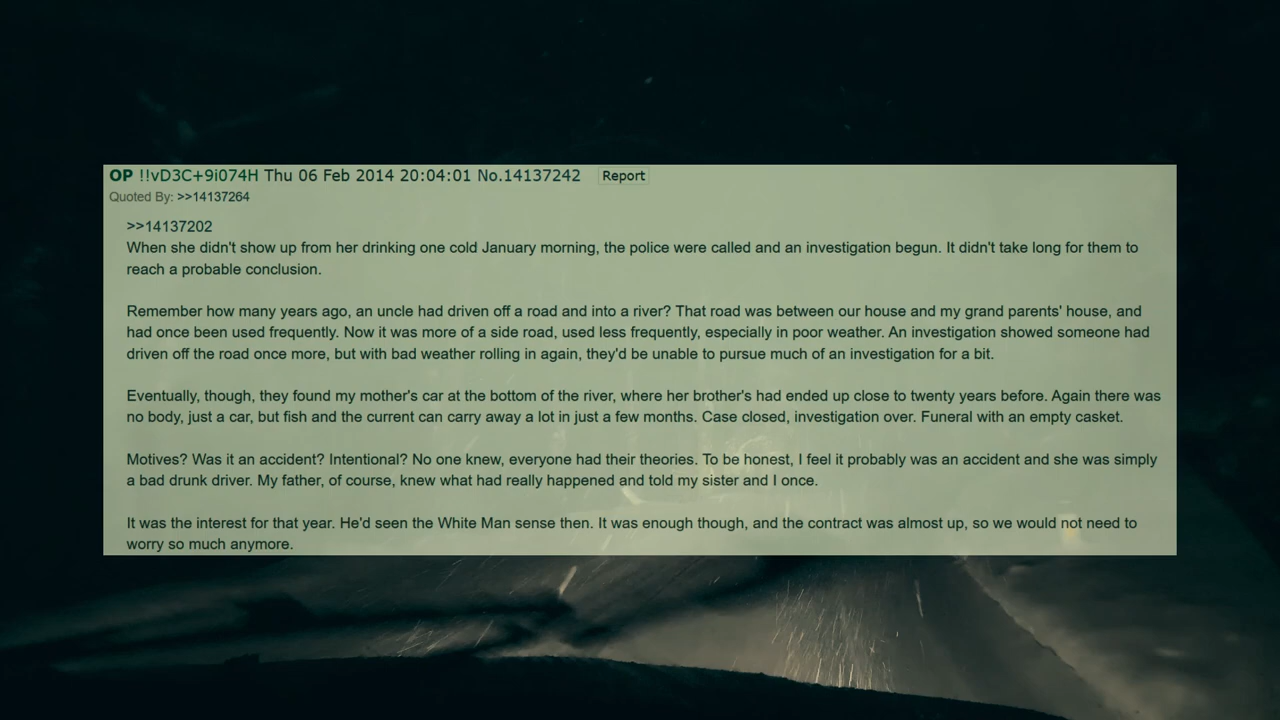 OP !!vD3C+9i074H Thu 06 Feb 2014 20:04:01 No.14137242 Report
Quoted By: >>14137264
>>14137202
When she didn't show up from her drinking one cold January morning, the police were called and an investigation begun. It didn't take long for them to
reach a probable conclusion.
Remember how many years ago, an uncle had driven off a road and into a river? That road was between our house and my grand parents' house, and
had once been used frequently. Now it was more of a side road, used less frequently, especially in poor weather. An investigation showed someone had
driven off the road once more, but with bad weather rolling in again, they'd be unable to pursue much of an investigation for a bit.
Eventually, though, they found my mother's car at the bottom of the river, where her brother's had ended up close to twenty years before. Again there was
no body, just a car, but fish and the current can carry away a lot in just a few months. Case closed, investigation over. Funeral with an empty casket.
Motives? Was it an accident? Intentional? No one knew, everyone had their theories. To be honest, I feel it probably was an accident and she was simply
a bad drunk driver. My father, of course, knew what had really happened and told my sister and I once.
It was the interest for that year. He'd seen the White Man sense then. It was enough though, and the contract was almost up, so we would not need to
worry so much anymore.